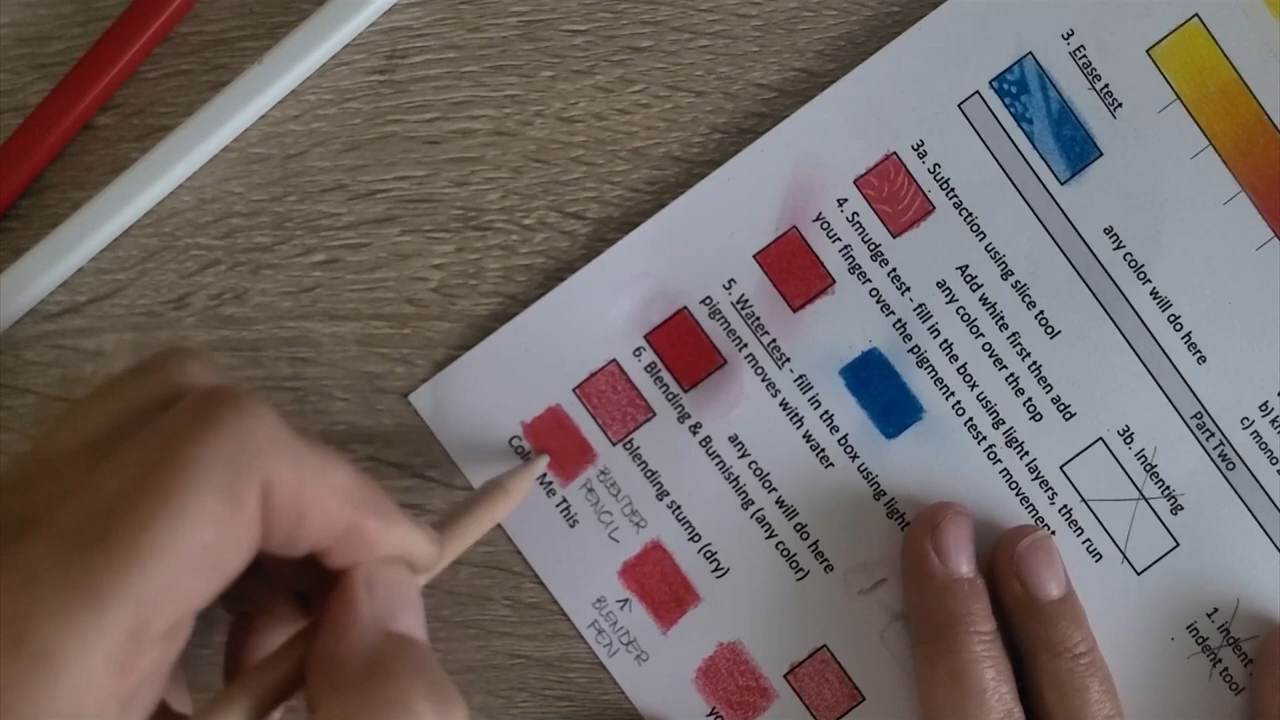 3. Erase test
any color will do here
b)
c) mono
Part Two
3a. Subtraction using slice tool
Add white first then add
any color over the top
3b. Indenting
1. indent
indent tool
4. Smudge test - fill in the box using light layers, then run
your finger over the pigment to test for movement
5. Water test - fill in the box using light
pigment moves with water
any color will do here
6. Blending & Burnishing (any color)
blending stump (dry)
BLENDER
PENCIL
BLENDER
PEN
Me This